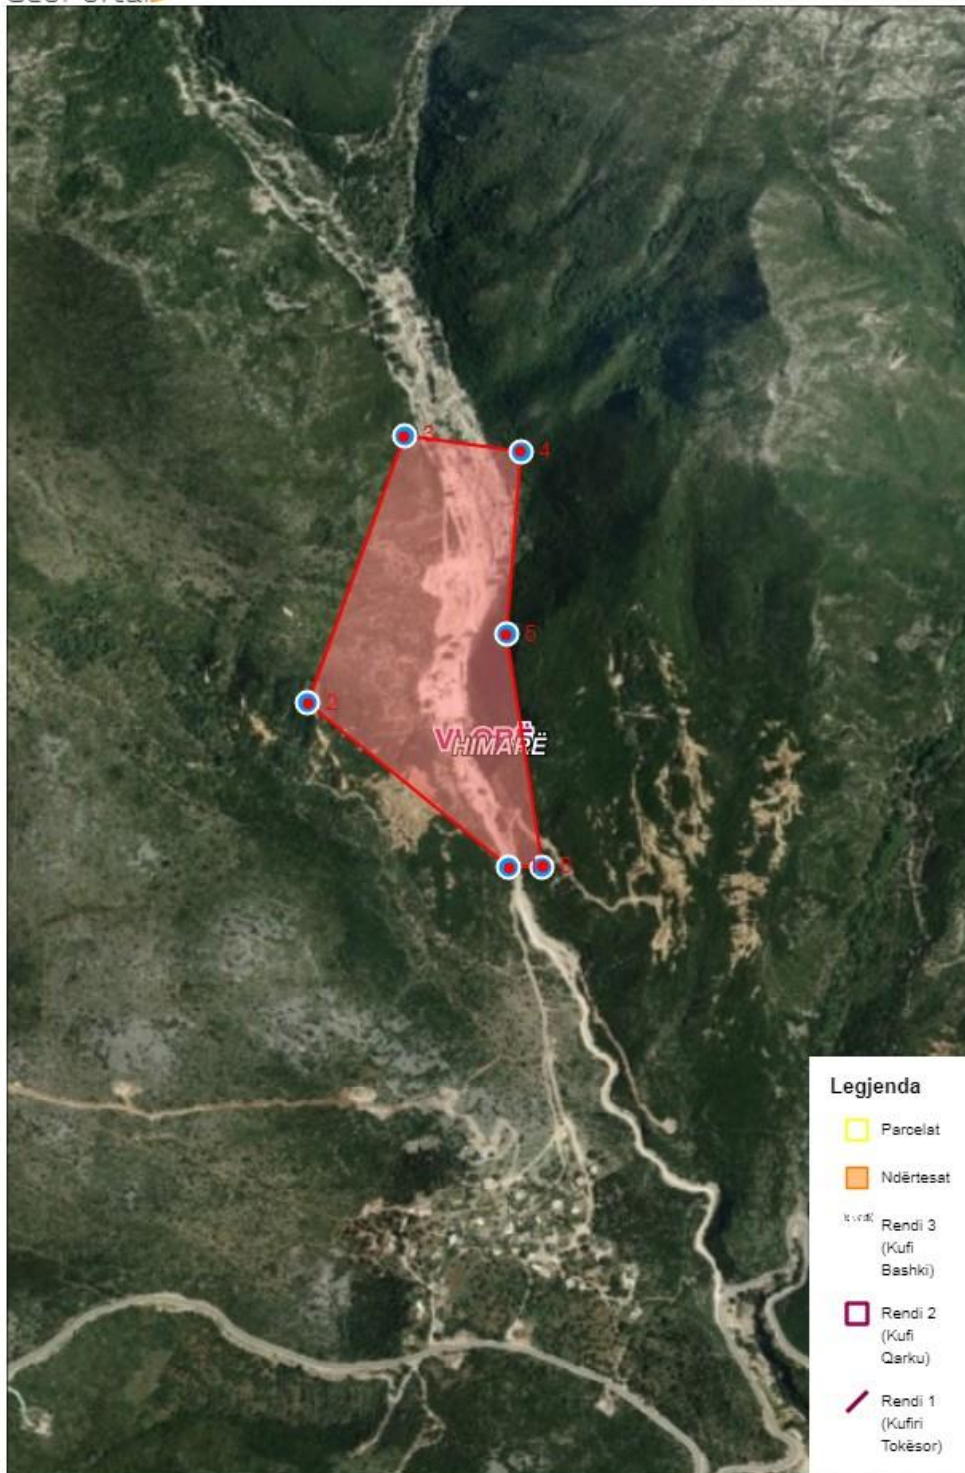 3
4
5
2
VLORË
HIMARË
6
Legjenda
Parcelat
Ndërtesat
Rendi 3
(Kufi
Bashki)
Rendi 2
(Kufi
Qarku)
Rendi 1
(Kufiri
Tokësor)